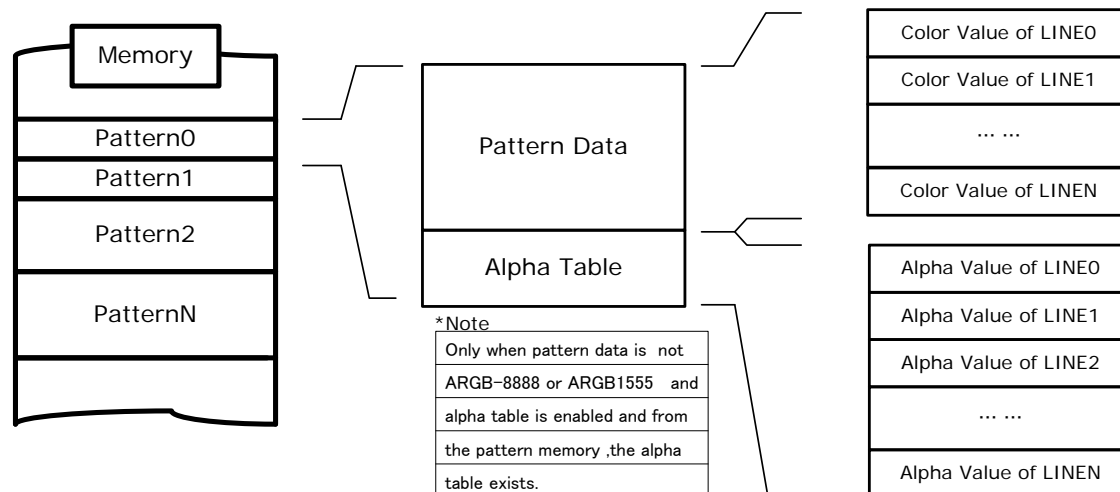 Memory
Pattern0
Pattern1
Pattern2
PatternN
Pattern Data
Alpha Table
*Note
Only when pattern data is not
ARGB-8888 or ARGB1555 and
alpha table is enabled and from
the pattern memory ,the alpha
table exists.
Color Value of LINE0
Color Value of LINE1
... ...
Color Value of LINEN
Alpha Value of LINE0
Alpha Value of LINE1
Alpha Value of LINE2
... ...
Alpha Value of LINEN